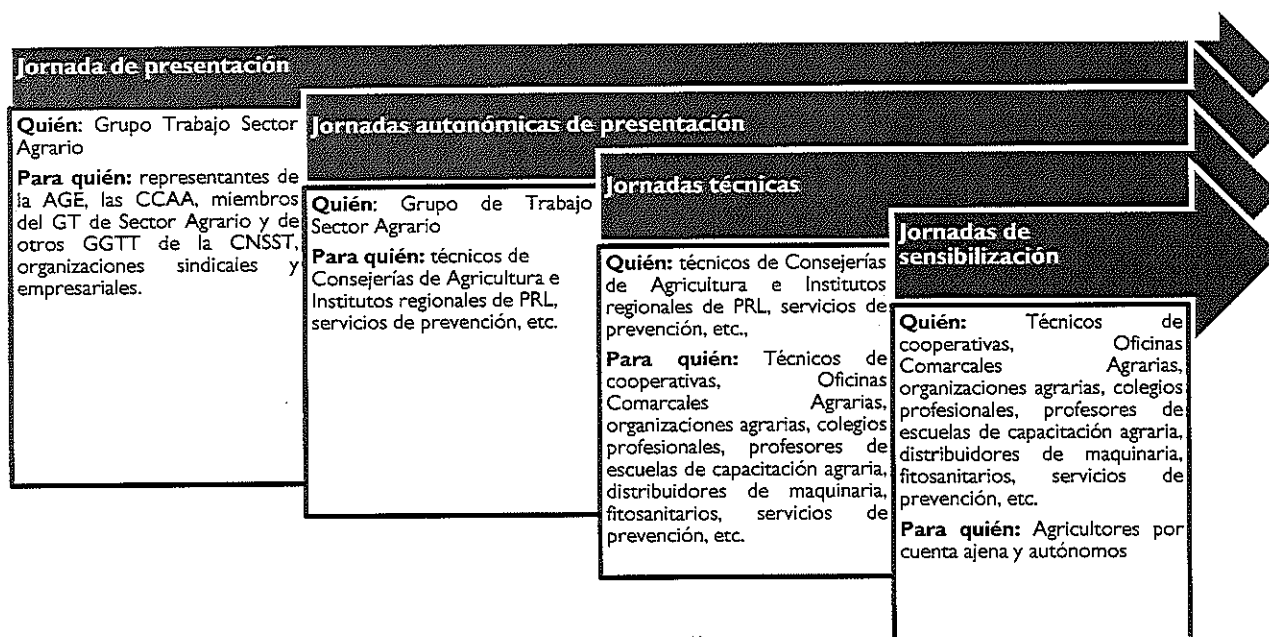 Jornada de presentación
Quién: Grupo Trabajo Sector
Agrario
Para quién: representantes de
la AGE, las CCAA, miembros
del GT de Sector Agrario y de
otros GGTT de la CNSST,
organizaciones sindicales y
empresariales.
Jornadas autonómicas de presentación
Quién: Grupo de Trabajo
Sector Agrario
Para quién: técnicos de
Consejerías de Agricultura e
Institutos regionales de PRL,
servicios de prevención, etc.
Jornadas técnicas
Quién: técnicos de Consejerías
de Agricultura e Institutos
regionales de PRL, servicios de
prevención, etc.,
Para quién: Técnicos de
cooperativas, Oficinas
Comarcales Agrarias,
organizaciones agrarias, colegios
profesionales, profesores de
escuelas de capacitación agraria,
distribuidores de maquinaria,
fitosanitarios, servicios de
prevención, etc.
Jornadas de
sensibilización
Quién: Técnicos de
cooperativas, Oficinas
Comarcales Agrarias,
organizaciones agrarias, colegios
profesionales, profesores de
escuelas de capacitación agraria,
distribuidores de maquinaria,
fitosanitarios, servicios de
prevención, etc.
Para quién: Agricultores por
cuenta ajena y autónomos